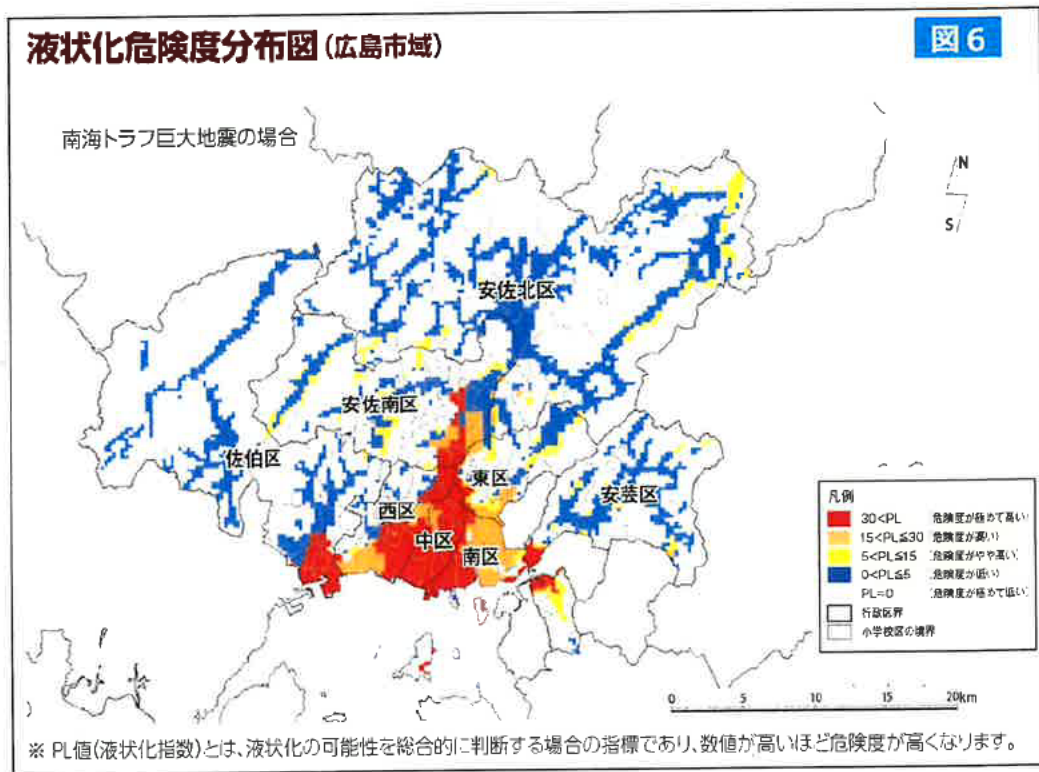 液状化危険度分布図(広島市域)
図6
南海トラフ巨大地震の場合
N
S
安佐北区
安佐南区
佐伯区
東区
安芸区
西区
中区
南区
凡例
30<PL (危険度が極めて高い)
15<PL≦30 (危険度が高い)
5<PL≦15 (危険度がやや高い)
0<PL≦5 (危険度が低い)
PL=0 (危険度が極めて低い)
行政区界
小学校区の境界
0 5 10 15 20km
※ PL値(液状化指数)とは、液状化の可能性を総合的に判断する場合の指標であり、数値が高いほど危険度が高くなります。